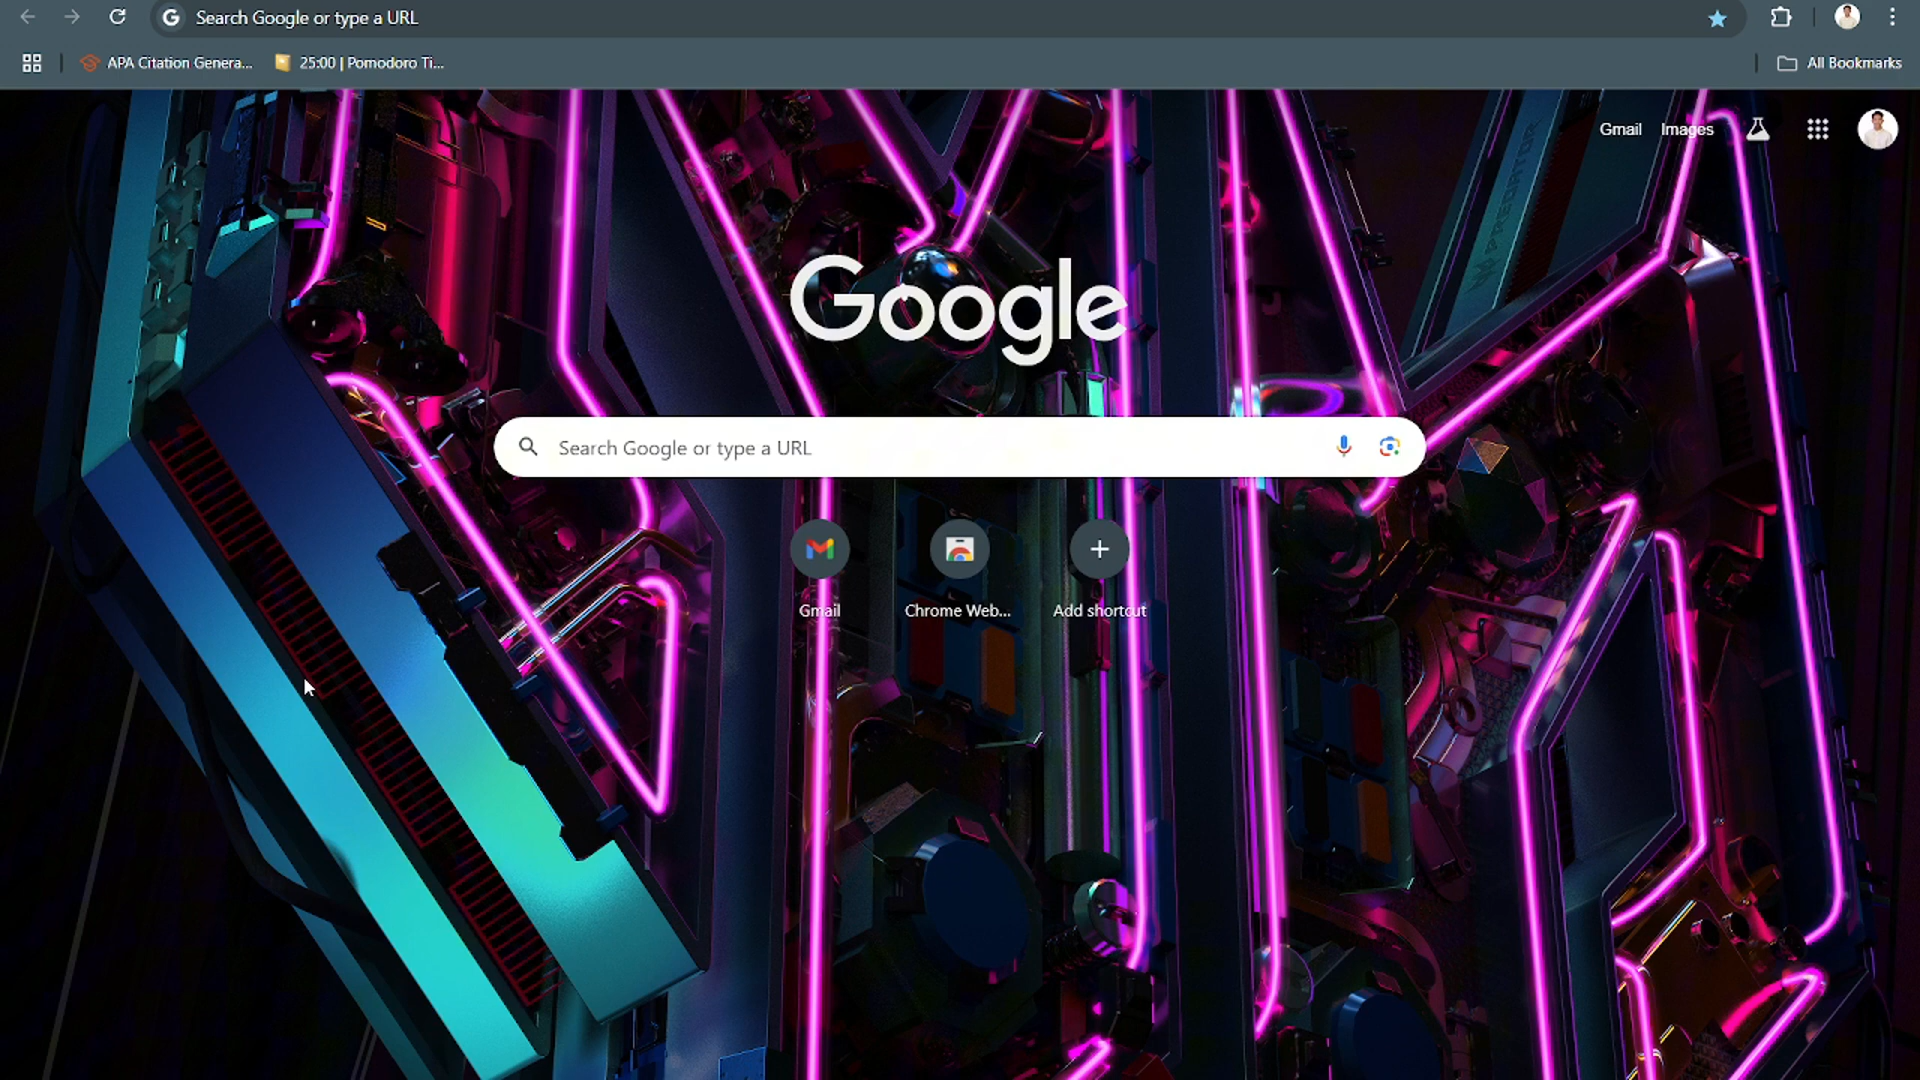 Search Google or type a URL
APA Citation Genera...
25:00 | Pomodoro Ti...
All Bookmarks
Gmail
Images
PREDATOR
Google
Search Google or type a URL
Gmail
Chrome Web...
Add shortcut